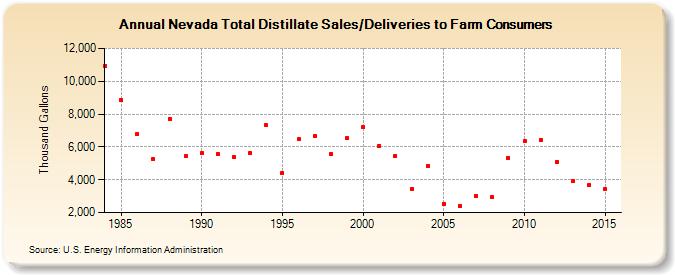 Annual Nevada Total Distillate Sales/Deliveries to Farm Consumers
Thousand Gallons
12,000
10,000
8,000
6,000
4,000
2,000
1985 1990 1995 2000 2005 2010 2015
Source: U.S. Energy Information Administration